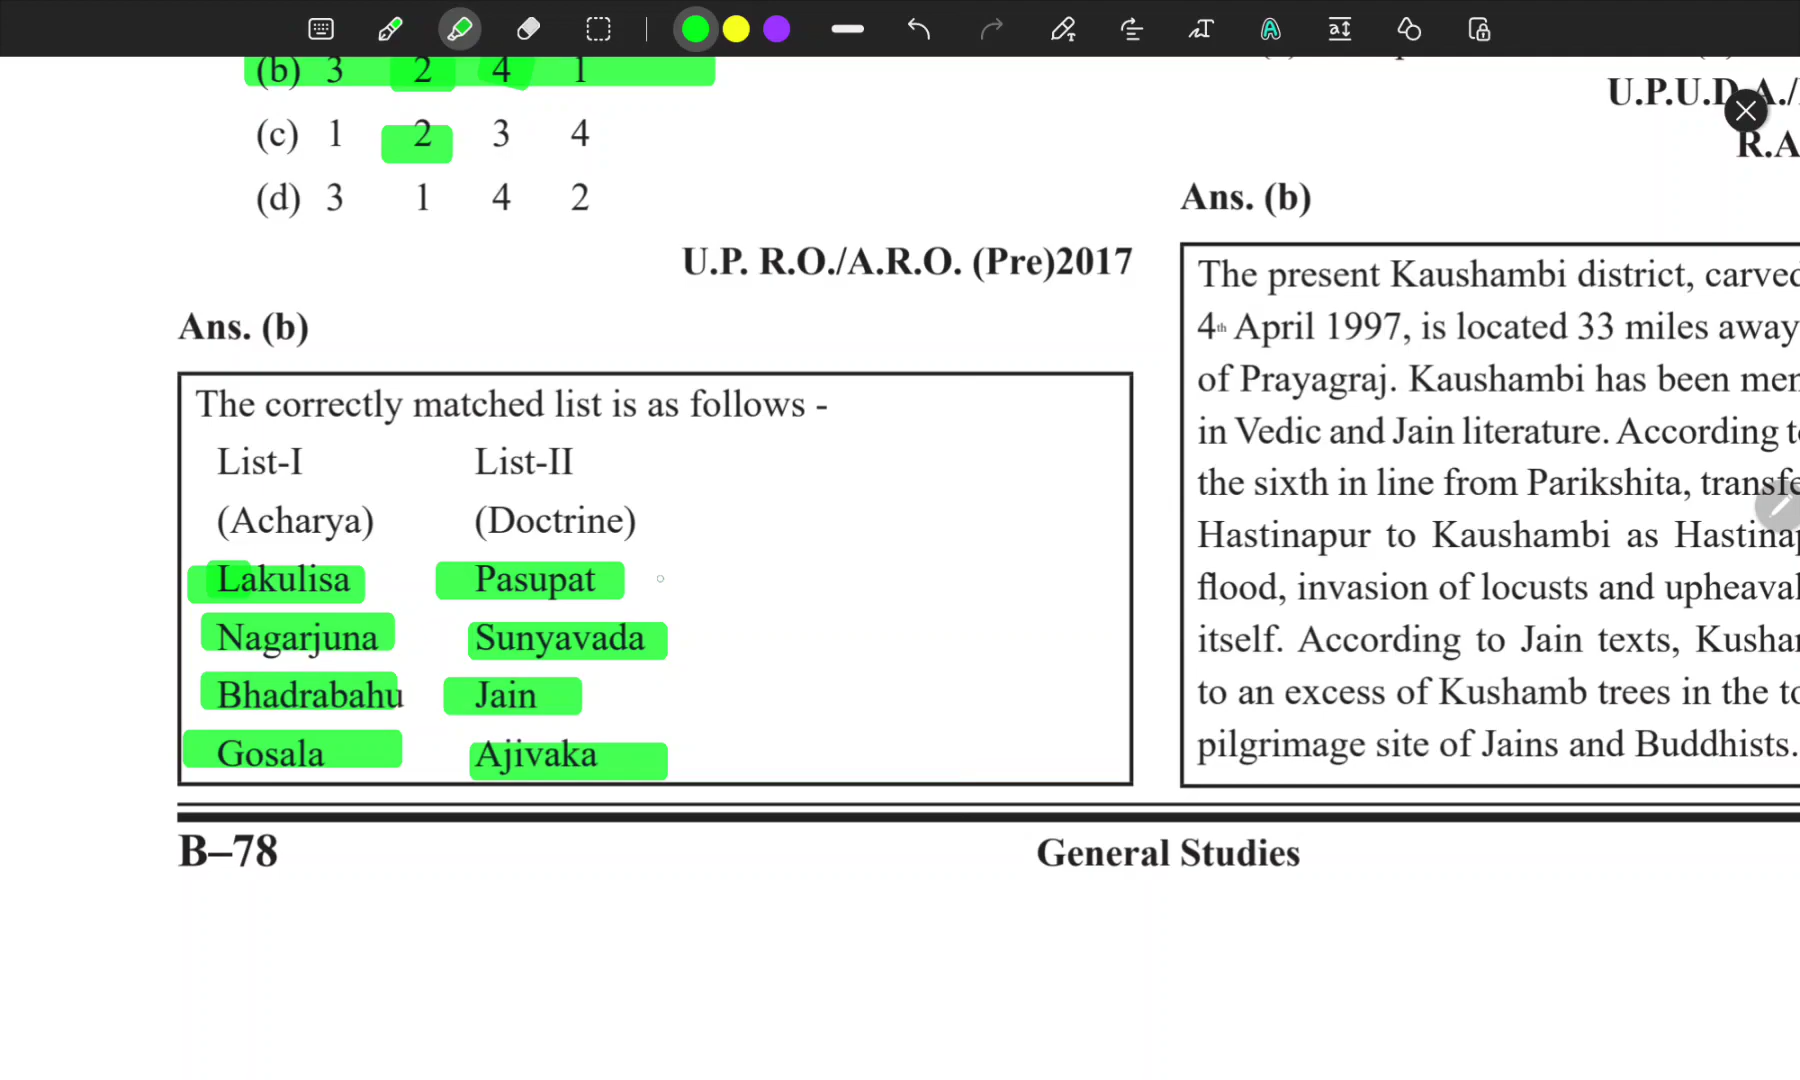 (b) 3 2 4 1
(c) 1 2 3 4
(d) 3 1 4 2
U.P. R.O./A.R.O. (Pre)2017
Ans. (b)
The correctly matched list is as follows -
List-I List-II
(Acharya) (Doctrine)
Lakulisa Pasupat
Nagarjuna Sunyavada
Bhadrabahu Jain
Gosala Ajivaka
U.P.U.D.A./
R.A
Ans. (b)
The present Kaushambi district, carved
4th April 1997, is located 33 miles away
of Prayagraj. Kaushambi has been
in Vedic and Jain literature. According
the sixth in line from Parikshita,
Hastinapur to Kaushambi as
flood, invasion of locusts and
itself. According to Jain texts,
to an excess of Kushamb trees in the
pilgrimage site of Jains and Buddhists.
B–78 General Studies